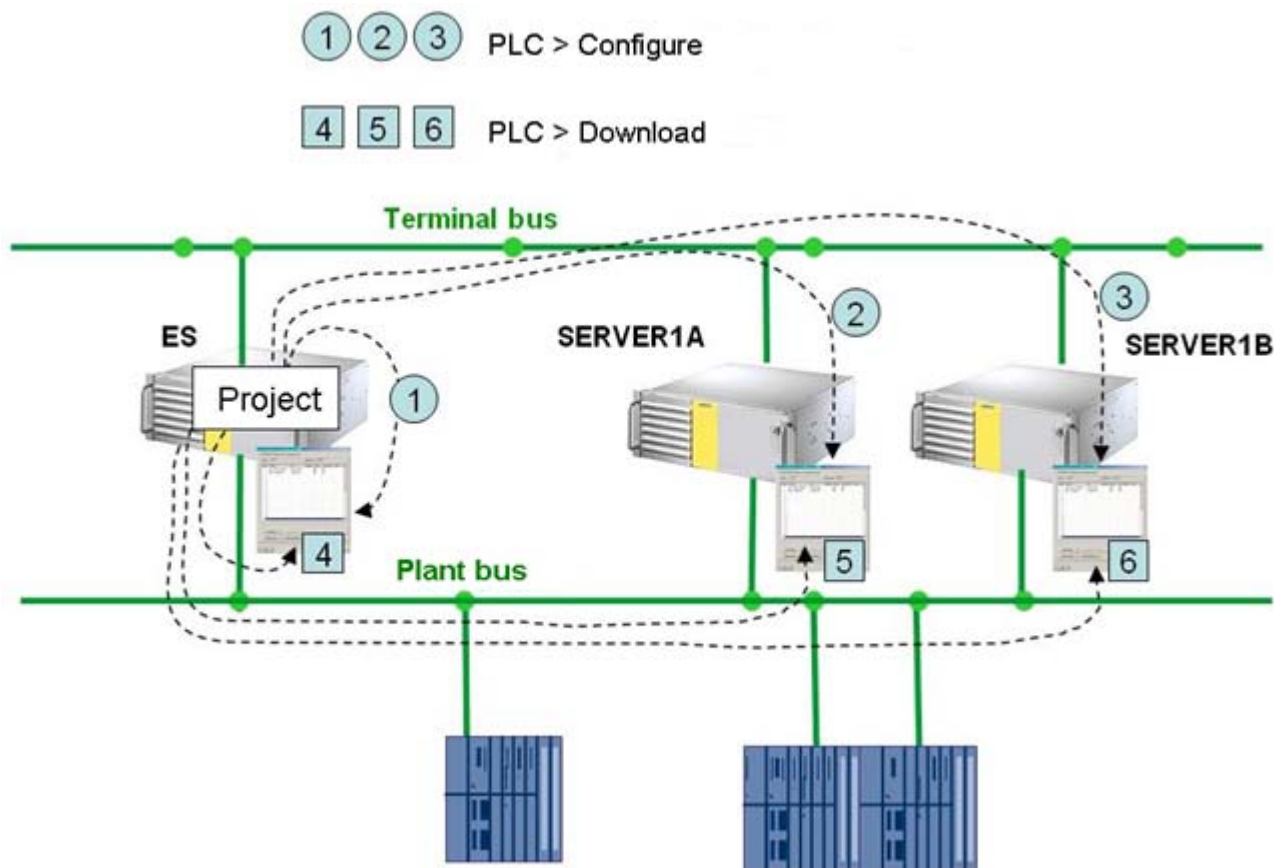 1 2 3 PLC > Configure
4 5 6 PLC > Download
Terminal bus
ES
SERVER1A
2
3
SERVER1B
Project
1
4
5
6
Plant bus